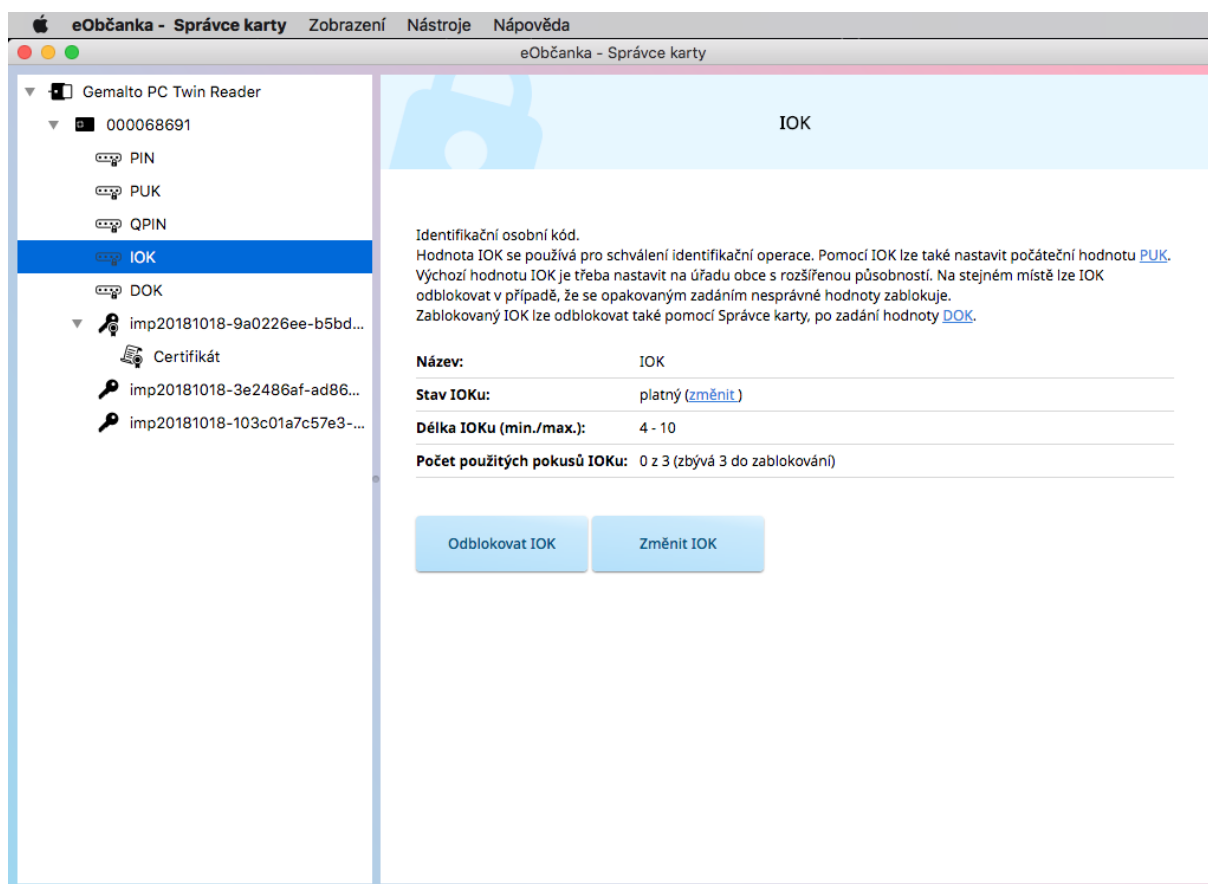 eObčanka - Správce karty Zobrazení Nástroje Nápověda
eObčanka - Správce karty
Gemalto PC Twin Reader
000068691
PIN
PUK
QPIN
IOK
DOK
imp20181018-9a0226ee-b5bd...
Certifikát
imp20181018-3e2486af-ad86...
imp20181018-103c01a7c57e3-...
IOK
Identifikační osobní kód.
Hodnota IOK se používá pro schválení identifikační operace. Pomocí IOK lze také nastavit počáteční hodnotu PUK.
Výchozí hodnotu IOK je třeba nastavit na úřadu obce s rozšířenou působností. Na stejném místě lze IOK
odblokovat v případě, že se opakovaným zadáním nesprávné hodnoty zablokuje.
Zablokovaný IOK lze odblokovat také pomocí Správce karty, po zadání hodnoty DOK.
Název: IOK
Stav IOKu: platný (změnit )
Délka IOKu (min./max.): 4 - 10
Počet použitých pokusů IOKu: 0 z 3 (zbývá 3 do zablokování)
Odblokovat IOK Změnit IOK